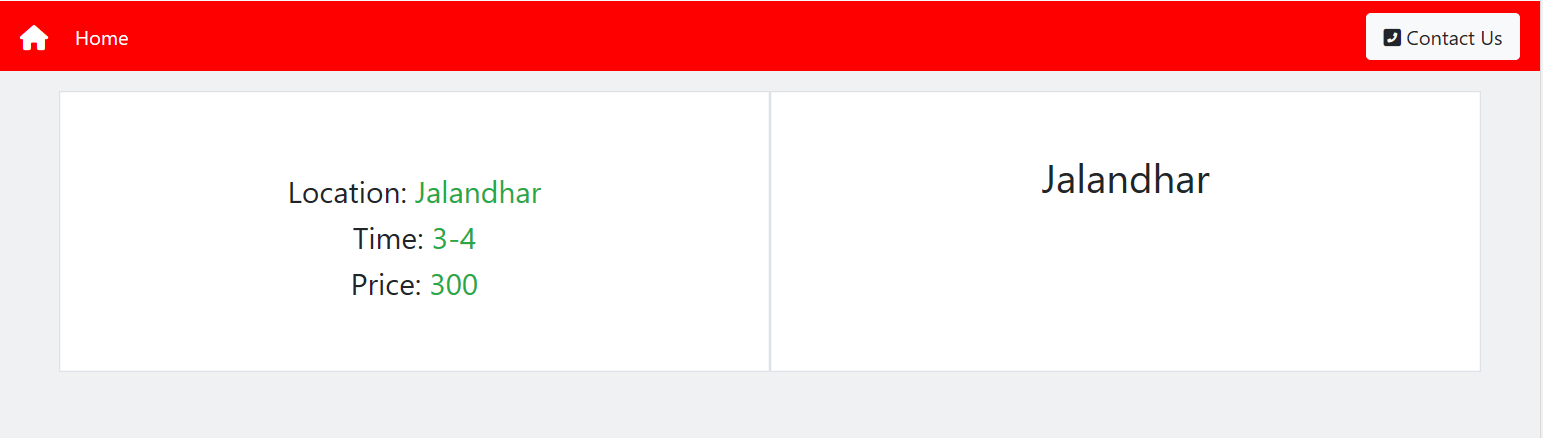 Home
Contact Us
Location: Jalandhar
Time: 3-4
Price: 300
Jalandhar